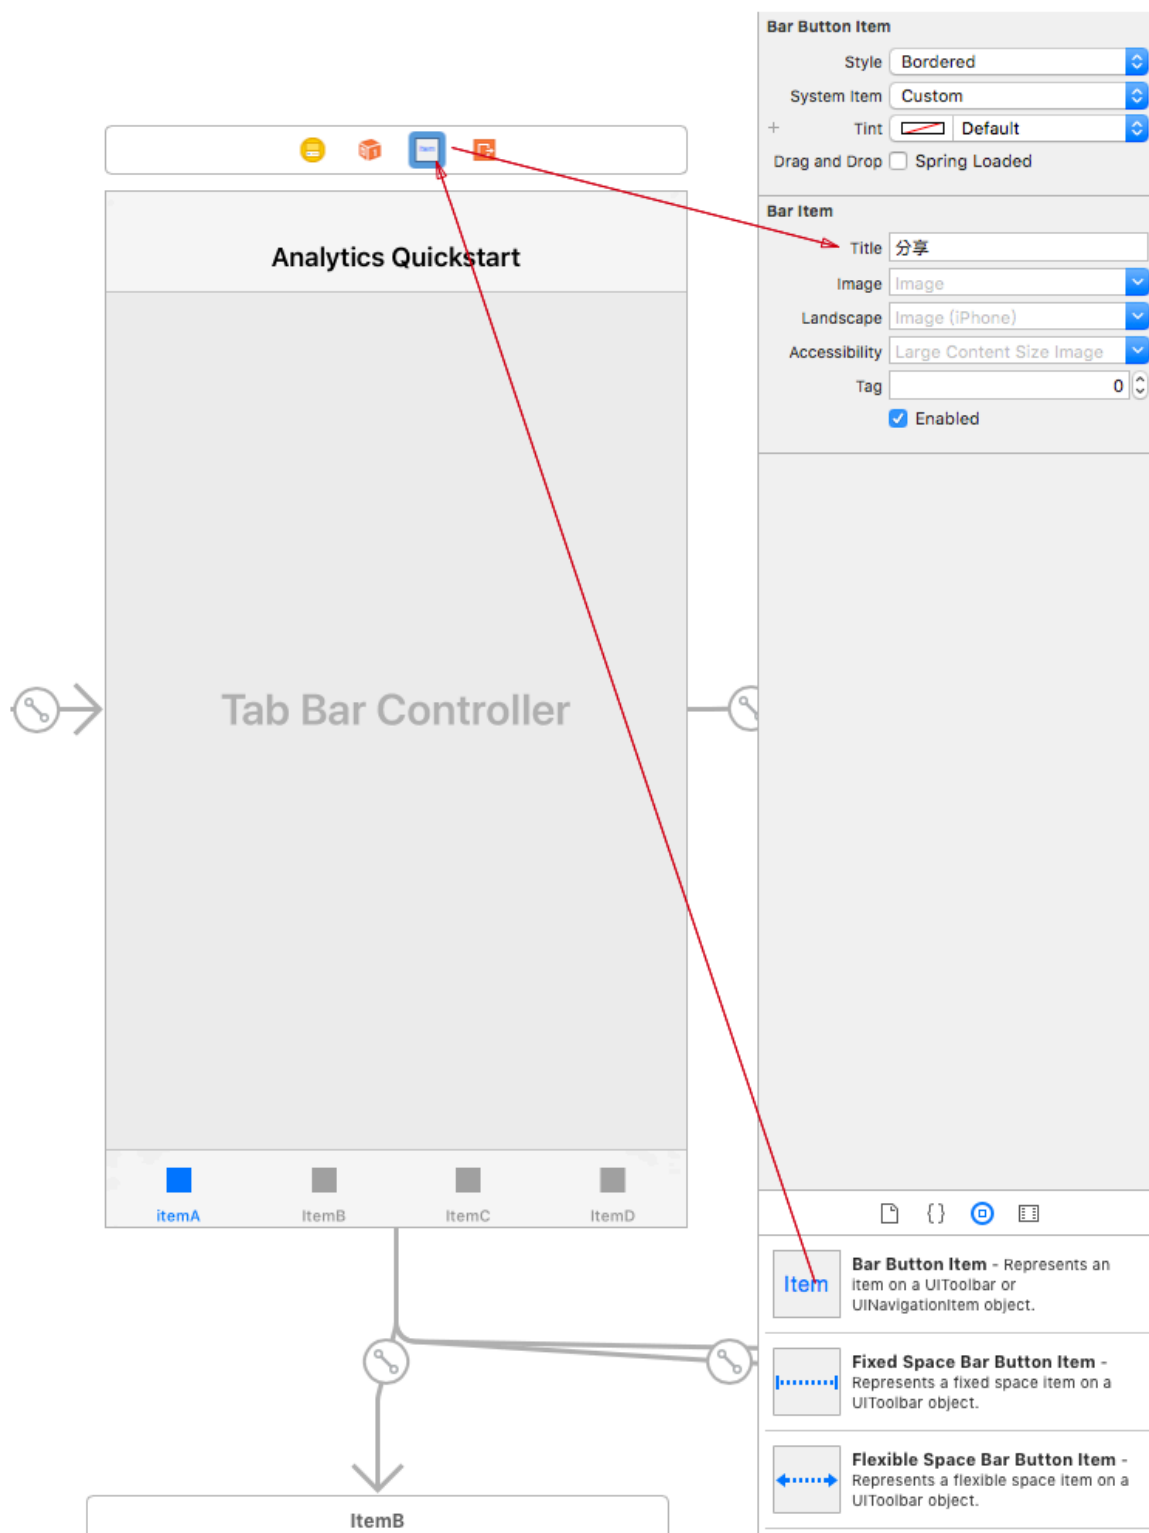 Bar Button Item
Style Bordered
System Item Custom
+ Tint Default
Drag and Drop Spring Loaded
Bar Item
Title 分享
Image Image
Landscape Image (iPhone)
Accessibility Large Content Size Image
Tag 0
Enabled
Item
Analytics Quickstart
Tab Bar Controller
itemA ItemB ItemC ItemD
{}
Item
Bar Button Item - Represents an
item on a UIToolbar or
UINavigationItem object.
Fixed Space Bar Button Item -
Represents a fixed space item on a
UIToolbar object.
Flexible Space Bar Button Item -
Represents a flexible space item on a
UIToolbar object.
ItemB